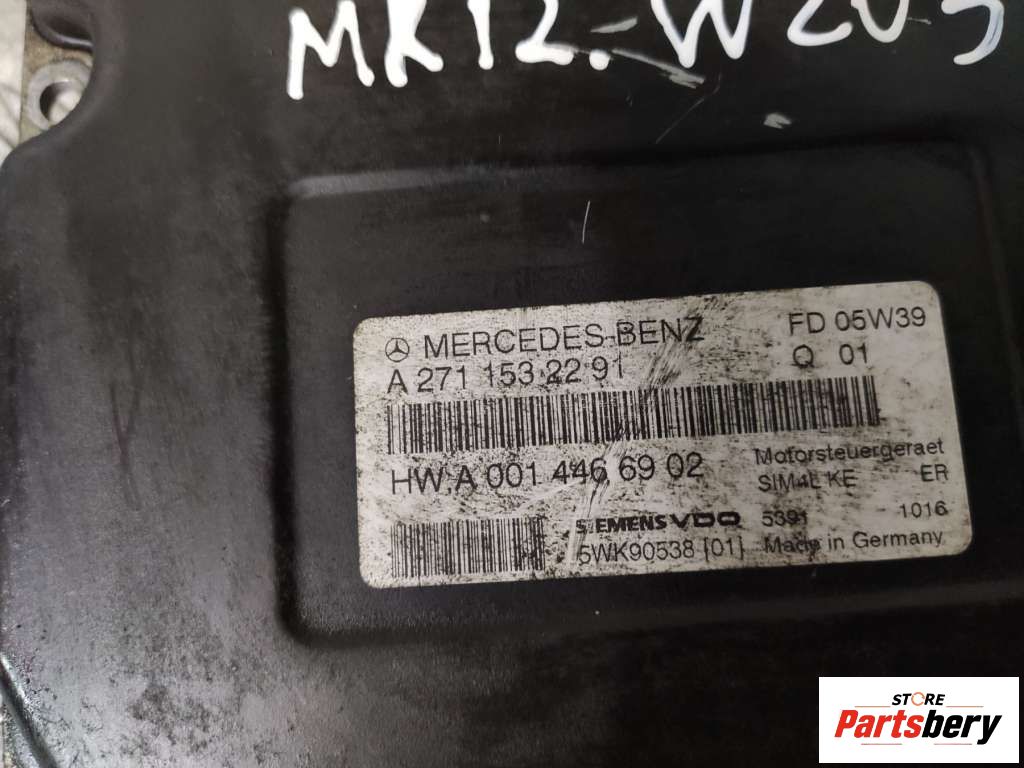 MK12.-W203
MERCEDES-BENZ FD 05W39
A 271 153 22 91 Q 01
HW.A 001 446 69 02 Motorsteuergeraet
SIM4L KE ER
SIEMENS VDO 5391 1016
5WK90538 [01] Made in Germany
STORE
Partsbery